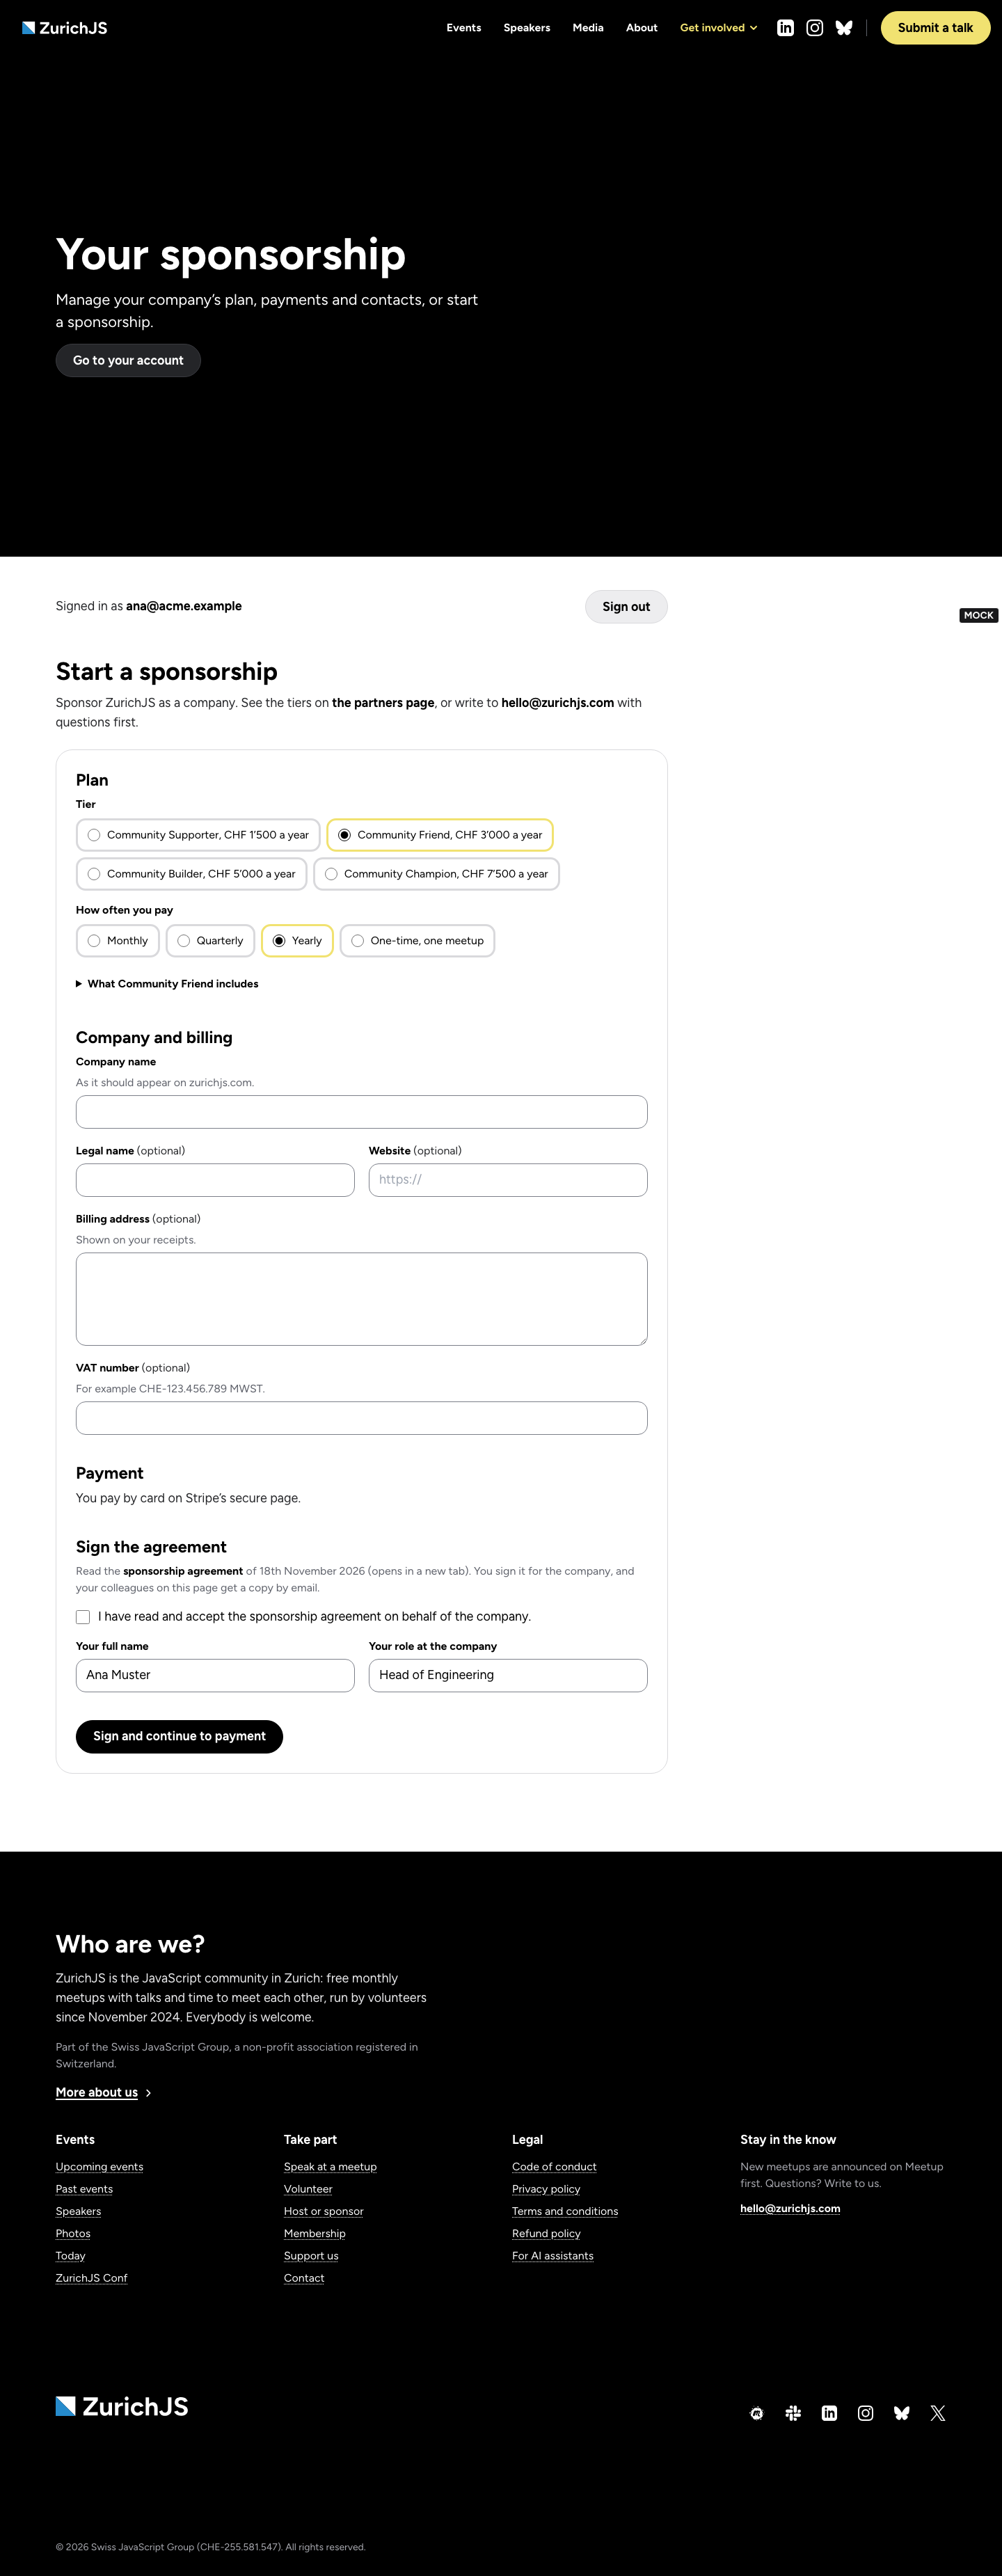 ZurichJS
Events
Speakers
Media
About
Get involved
Submit a talk
Your sponsorship
Manage your company’s plan, payments and contacts, or start
a sponsorship.
Go to your account
Signed in as ana@acme.example
Sign out
MOCK
Start a sponsorship
Sponsor ZurichJS as a company. See the tiers on the partners page, or write to hello@zurichjs.com with
questions first.
Plan
Tier
Community Supporter, CHF 1’500 a year
Community Friend, CHF 3’000 a year
Community Builder, CHF 5’000 a year
Community Champion, CHF 7’500 a year
How often you pay
Monthly
Quarterly
Yearly
One-time, one meetup
What Community Friend includes
Company and billing
Company name
As it should appear on zurichjs.com.
Legal name (optional)
Website (optional)
https://
Billing address (optional)
Shown on your receipts.
VAT number (optional)
For example CHE-123.456.789 MWST.
Payment
You pay by card on Stripe’s secure page.
Sign the agreement
Read the sponsorship agreement of 18th November 2026 (opens in a new tab). You sign it for the company, and
your colleagues on this page get a copy by email.
I have read and accept the sponsorship agreement on behalf of the company.
Your full name
Your role at the company
Ana Muster
Head of Engineering
Sign and continue to payment
Who are we?
ZurichJS is the JavaScript community in Zurich: free monthly
meetups with talks and time to meet each other, run by volunteers
since November 2024. Everybody is welcome.
Part of the Swiss JavaScript Group, a non-profit association registered in
Switzerland.
More about us
Events
Upcoming events
Past events
Speakers
Photos
Today
ZurichJS Conf
Take part
Speak at a meetup
Volunteer
Host or sponsor
Membership
Support us
Contact
Legal
Code of conduct
Privacy policy
Terms and conditions
Refund policy
For AI assistants
Stay in the know
New meetups are announced on Meetup
first. Questions? Write to us.
hello@zurichjs.com
ZurichJS
© 2026 Swiss JavaScript Group (CHE-255.581.547). All rights reserved.